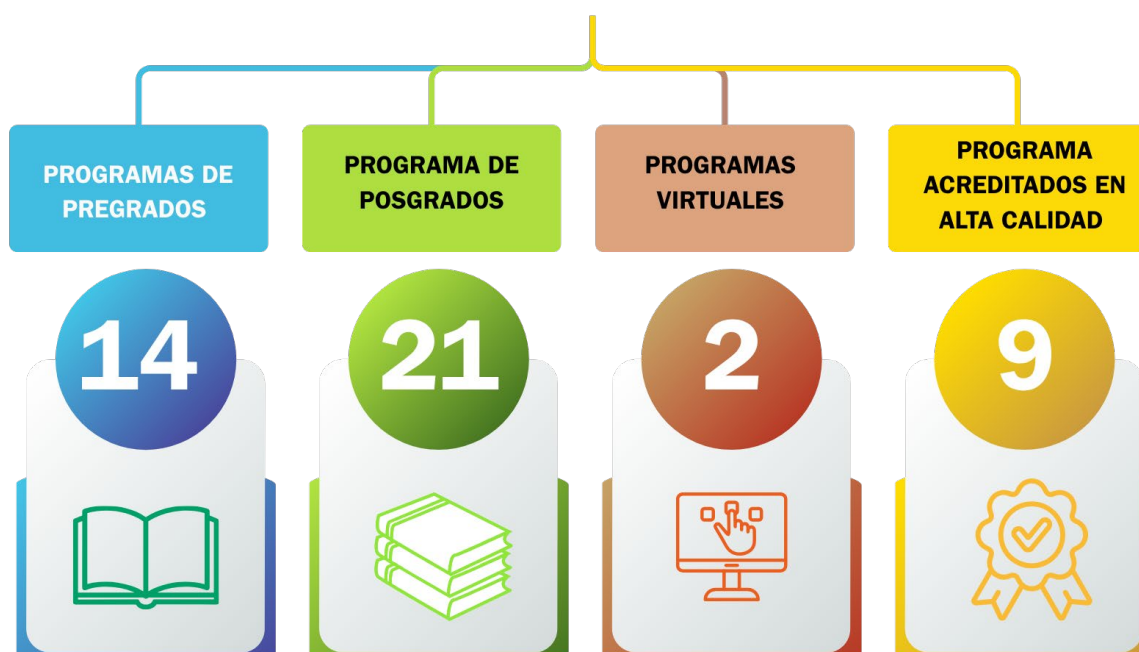 PROGRAMAS DE
PREGRADOS
PROGRAMA DE
POSGRADOS
PROGRAMAS
VIRTUALES
PROGRAMA
ACREDITADOS EN
ALTA CALIDAD
14
21
2
9